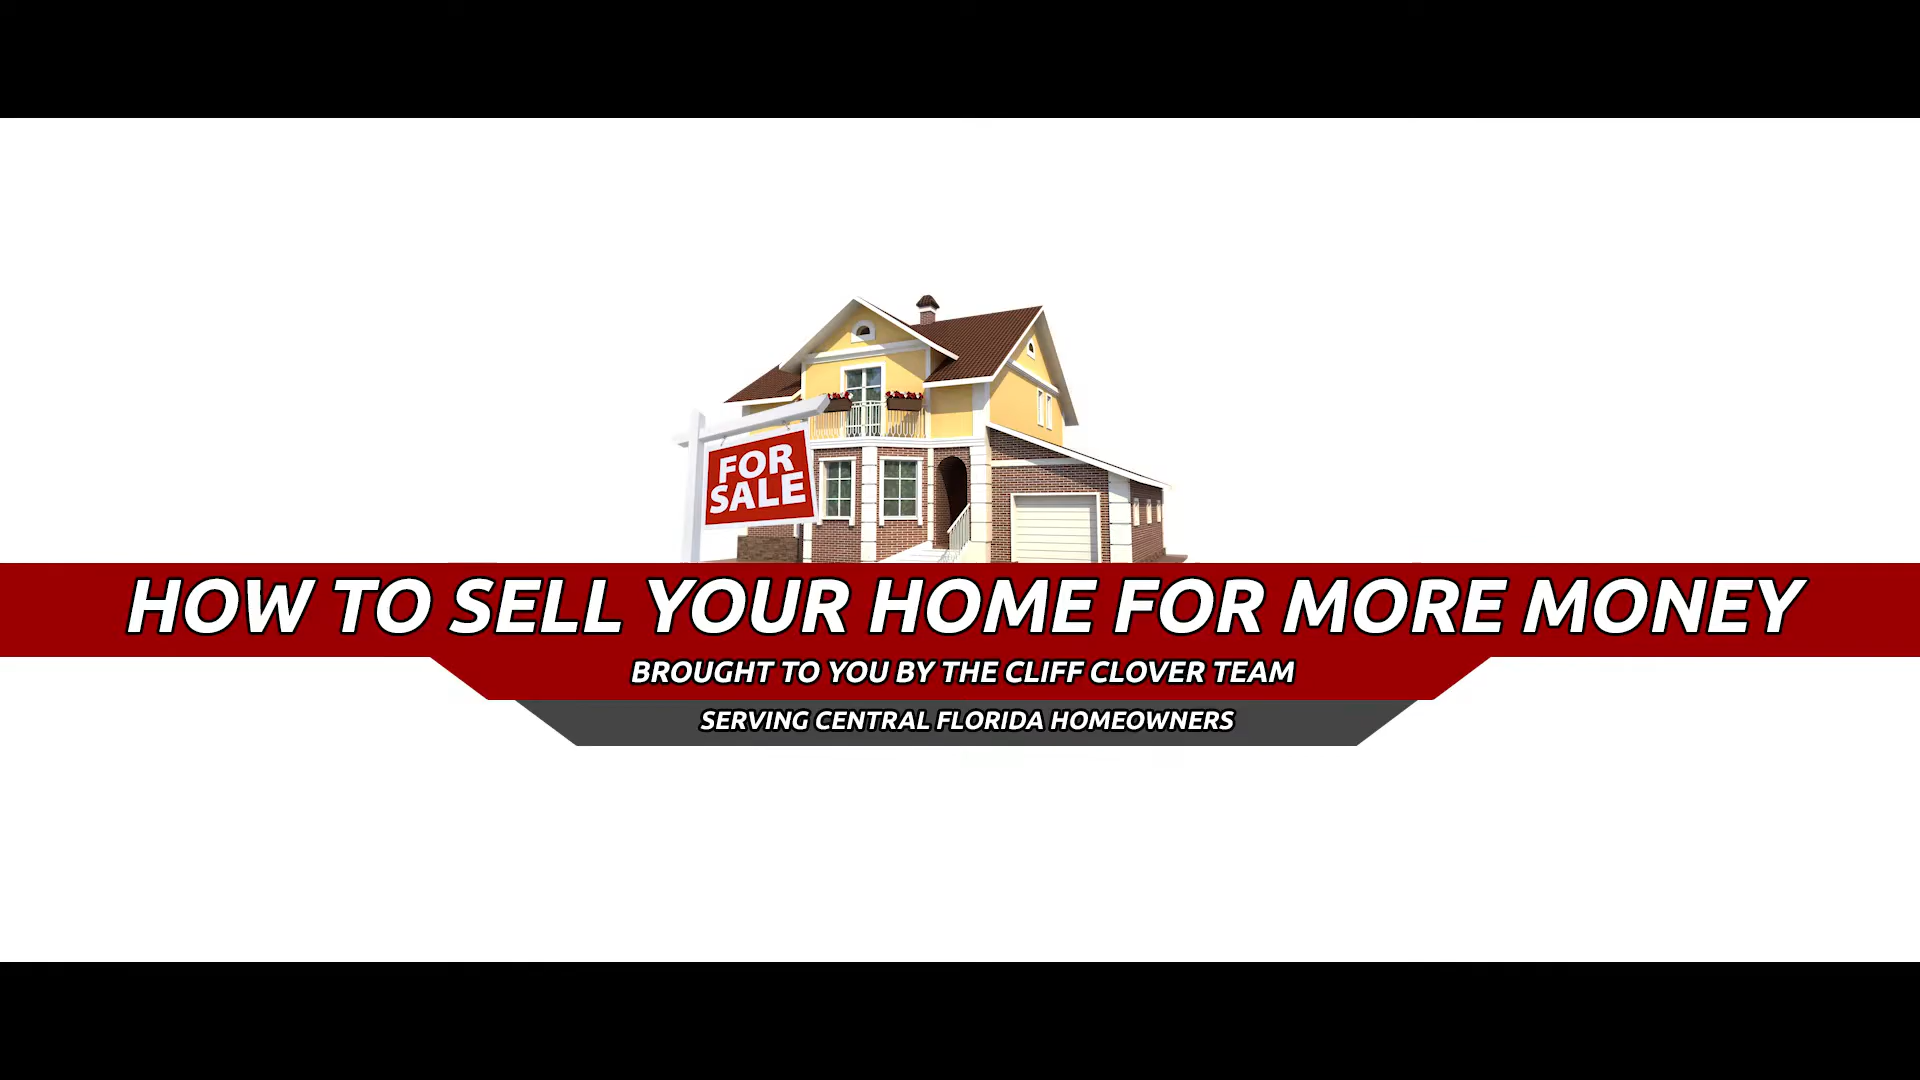 FOR
SALE
HOW TO SELL YOUR HOME FOR MORE MONEY
BROUGHT TO YOU BY THE CLIFF CLOVER TEAM
SERVING CENTRAL FLORIDA HOMEOWNERS